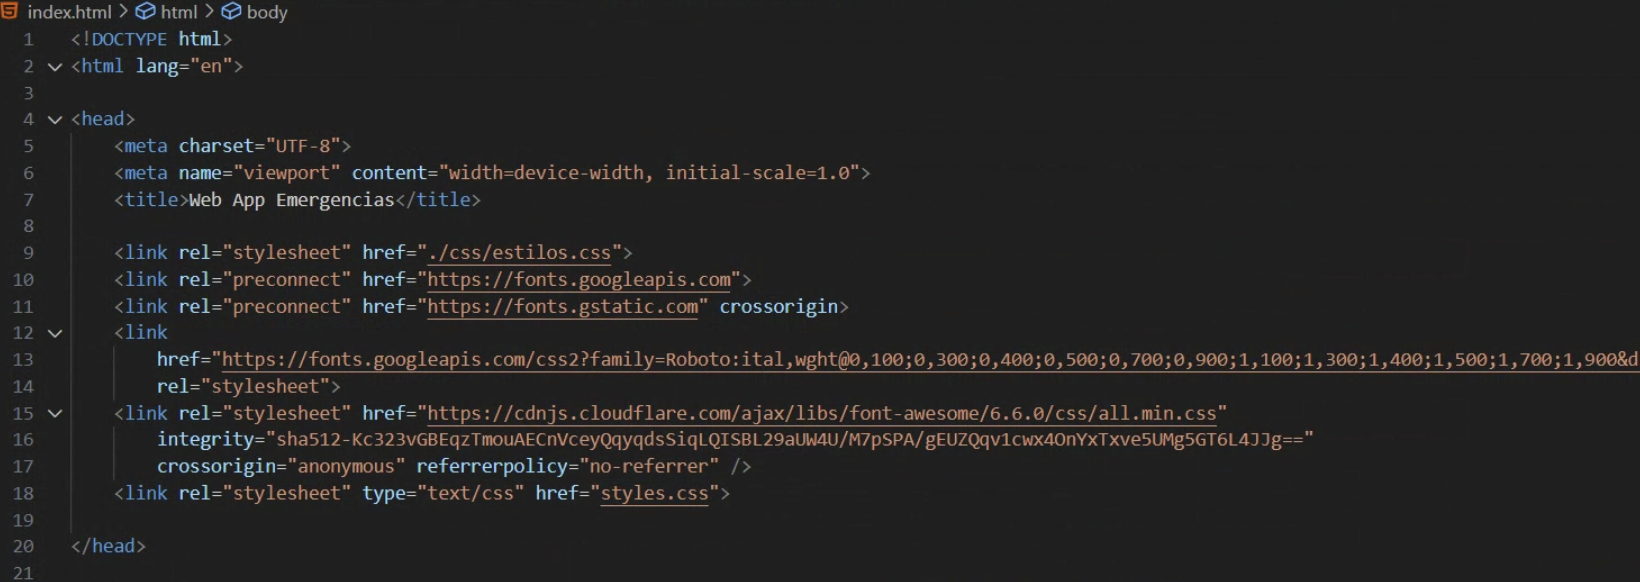 index.html > html > body
1 <!DOCTYPE html>
2 <html lang="en">
3
4 <head>
5 <meta charset="UTF-8">
6 <meta name="viewport" content="width=device-width, initial-scale=1.0">
7 <title>Web App Emergencias</title>
8
9 <link rel="stylesheet" href="./css/estilos.css">
10 <link rel="preconnect" href="https://fonts.googleapis.com">
11 <link rel="preconnect" href="https://fonts.gstatic.com" crossorigin>
12 <link
13 href="https://fonts.googleapis.com/css2?family=Roboto:ital,wght@0,100;0,300;0,400;0,500;0,700;0,900;1,100;1,300;1,400;1,500;1,700;1,900&d
14 rel="stylesheet">
15 <link rel="stylesheet" href="https://cdnjs.cloudflare.com/ajax/libs/font-awesome/6.6.0/css/all.min.css"
16 integrity="sha512-Kc323vGBEqzTmouAECnVceyQqyqdsSiqLQISBL29aUW4U/M7pSPA/gEUZQqv1cwx4OnYxTxve5UMg5GT6L4JJg=="
17 crossorigin="anonymous" referrerpolicy="no-referrer" />
18 <link rel="stylesheet" type="text/css" href="styles.css">
19
20 </head>
21